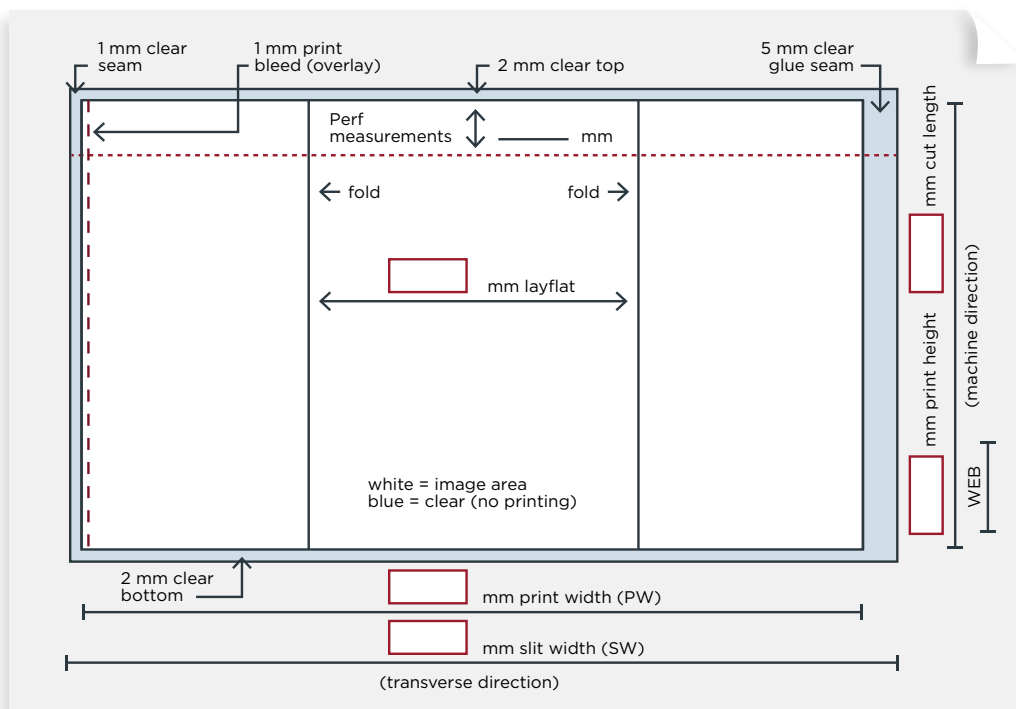 1 mm clear
seam
1 mm print
bleed (overlay)
2 mm clear top
5 mm clear
glue seam
Perf
measurements
mm
fold
fold
mm layflat
white = image area
blue = clear (no printing)
2 mm clear
bottom
mm print width (PW)
mm slit width (SW)
(transverse direction)
mm cut length
mm print height
(machine direction)
WEB